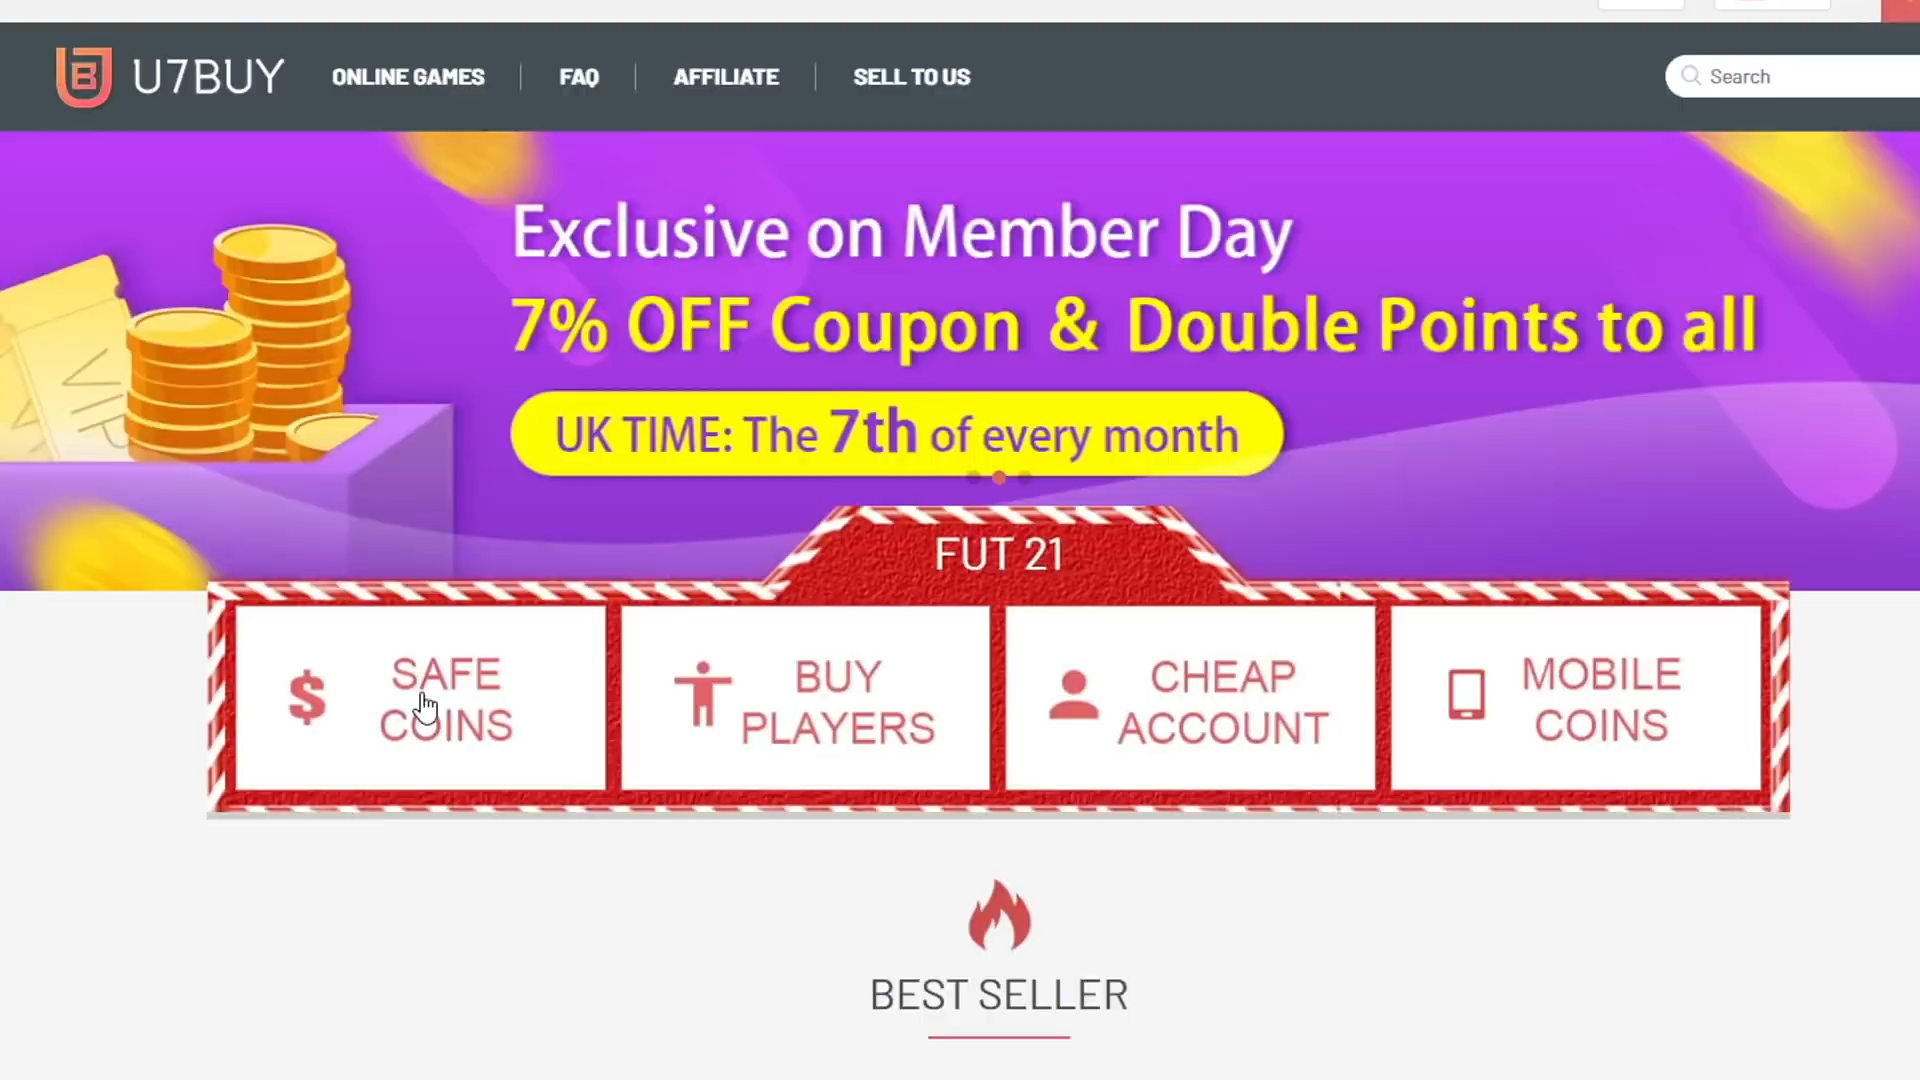 U7BUY
ONLINE GAMES
FAQ
AFFILIATE
SELL TO US
Search
Exclusive on Member Day
7% OFF Coupon & Double Points to all
UK TIME: The 7th of every month
VIP
FUT 21
SAFE
COINS
BUY
PLAYERS
CHEAP
ACCOUNT
MOBILE
COINS
BEST SELLER